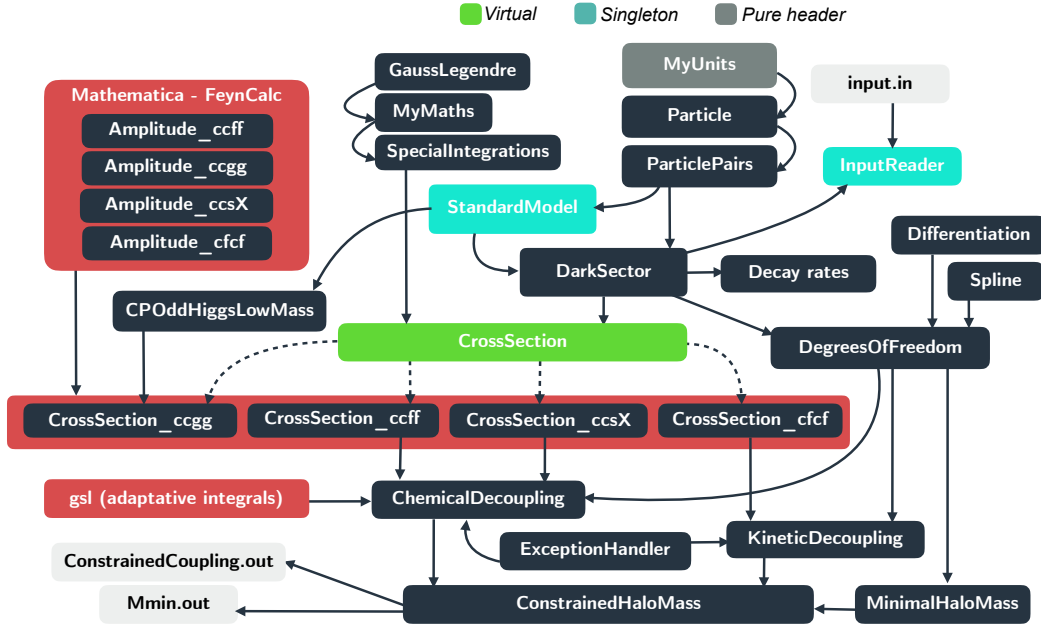 Virtual
Singleton
Pure header
GaussLegendre
MyUnits
input.in
Mathematica - FeynCalc
MyMaths
Particle
Amplitude_ccff
Amplitude_ccgg
SpecialIntegrations
ParticlePairs
InputReader
Amplitude_ccsX
StandardModel
Amplitude_cfcf
Differentiation
DarkSector
Decay rates
Spline
CPOddHiggsLowMass
CrossSection
DegreesOfFreedom
CrossSection_ccgg
CrossSection_ccff
CrossSection_ccsX
CrossSection_cfcf
gsl (adaptative integrals)
ChemicalDecoupling
ExceptionHandler
KineticDecoupling
ConstrainedCoupling.out
Mmin.out
ConstrainedHaloMass
MinimalHaloMass